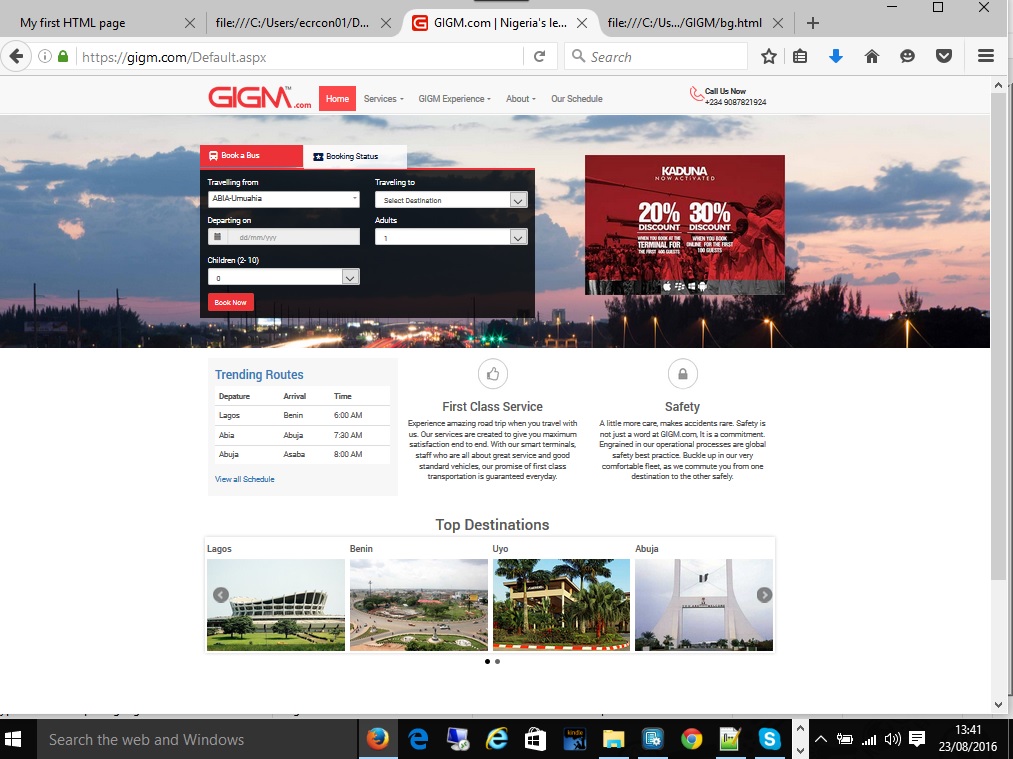 My first HTML page
file:///C:/Users/ecrcon01/D...
GIGM.com | Nigeria's le...
file:///C:/Us.../GIGM/bg.html
https://gigm.com/Default.aspx
Search
GIGM.com
Home
Services
GIGM Experience
About
Our Schedule
Call Us Now
+234 9087821924
Book a Bus
Booking Status
Travelling from
Traveling to
ABIA-Umuahia
Select Destination
Departing on
Adults
dd/mm/yyy
1
Children (2- 10)
0
Book Now
KADUNA
NOW ACTIVATED
20%
DISCOUNT
WHEN YOU BOOK AT THE
TERMINAL FOR
THE FIRST 600 GUESTS
30%
DISCOUNT
WHEN YOU BOOK
ONLINE FOR THE FIRST
100 GUESTS
Trending Routes
Depature Arrival Time
Lagos Benin 6:00 AM
Abia Abuja 7:30 AM
Abuja Asaba 8:00 AM
View all Schedule
First Class Service
Experience amazing road trip when you travel with
us. Our services are created to give you maximum
satisfaction end to end. With our smart terminals,
staff who are all about great service and good
standard vehicles, our promise of first class
transportation is guaranteed everyday.
Safety
A little more care, makes accidents rare. Safety is
not just a word at GIGM.com, It is a commitment.
Engrained in our operational processes are global
safety best practice. Buckle up in our very
comfortable fleet, as we commute you from one
destination to the other safely.
Top Destinations
Lagos
Benin
Uyo
Abuja
Search the web and Windows
kindle
13:41
23/08/2016